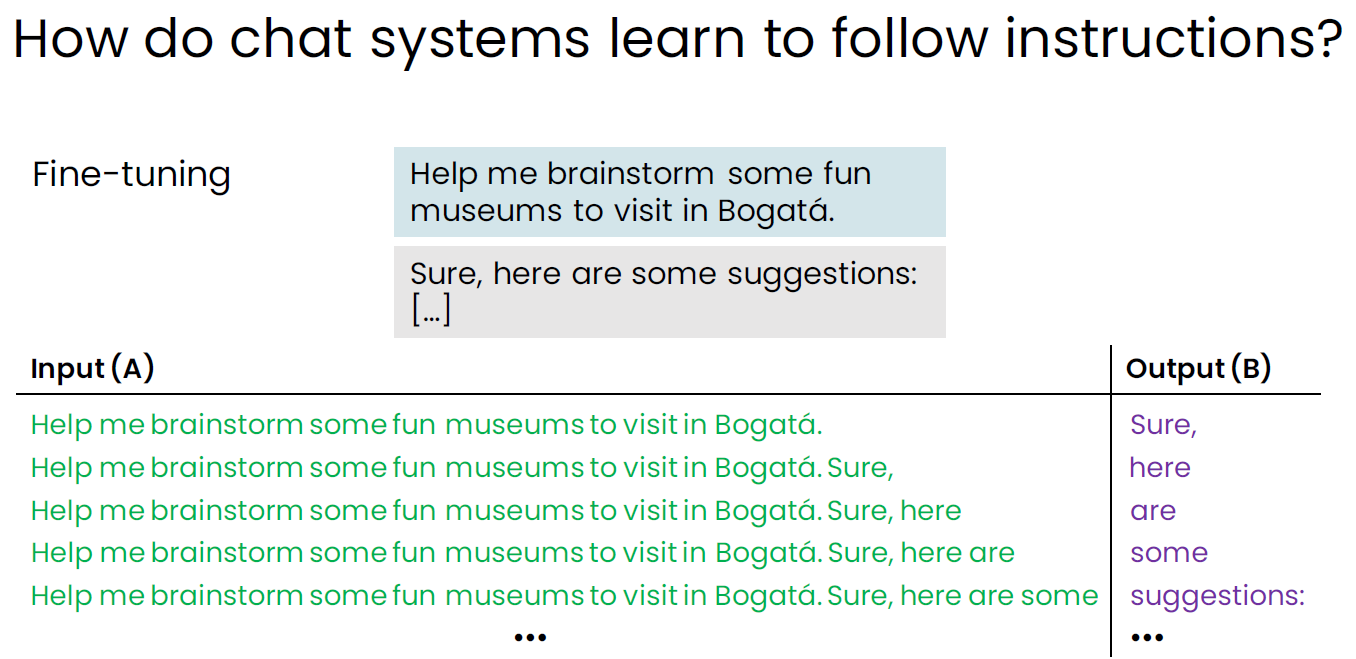 How do chat systems learn to follow instructions?
Fine-tuning
Help me brainstorm some fun
museums to visit in Bogatá.
Sure, here are some suggestions:
[...]
Input (A)
Output (B)
Help me brainstorm some fun museums to visit in Bogatá.
Sure,
Help me brainstorm some fun museums to visit in Bogatá. Sure,
here
Help me brainstorm some fun museums to visit in Bogatá. Sure, here
are
Help me brainstorm some fun museums to visit in Bogatá. Sure, here are
some
Help me brainstorm some fun museums to visit in Bogatá. Sure, here are some
suggestions:
•••
•••